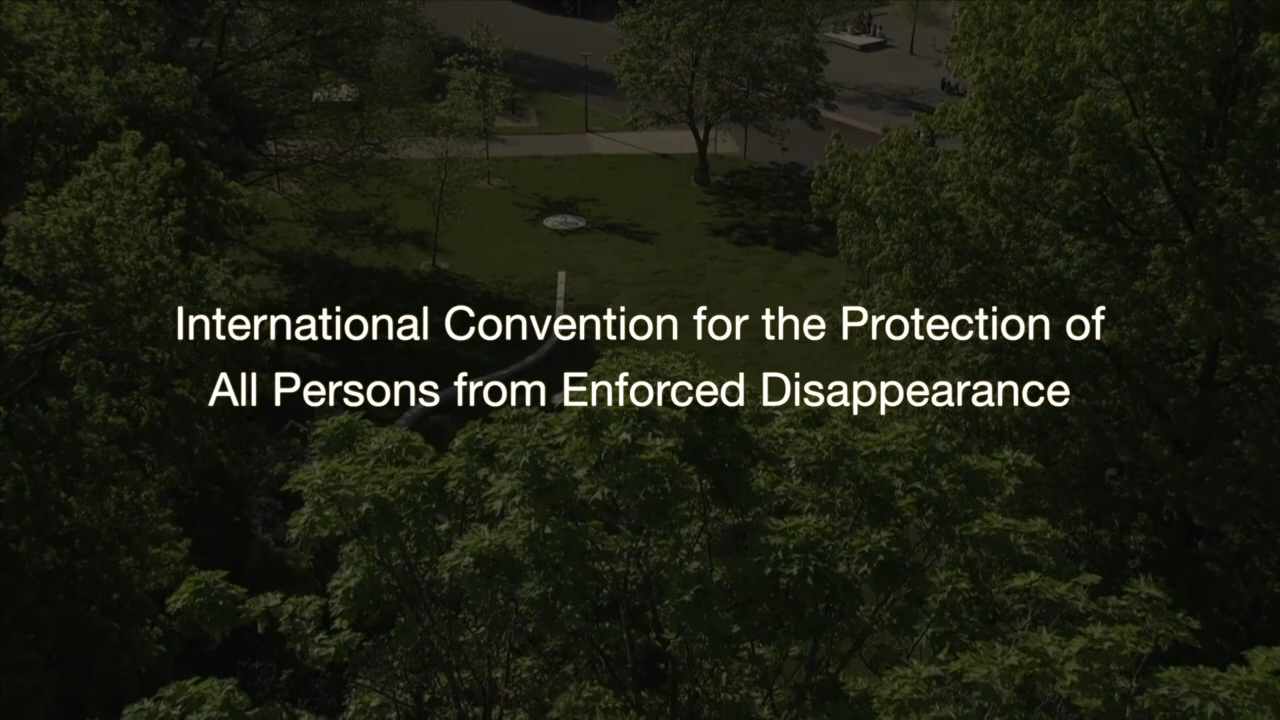 International Convention for the Protection of
All Persons from Enforced Disappearance